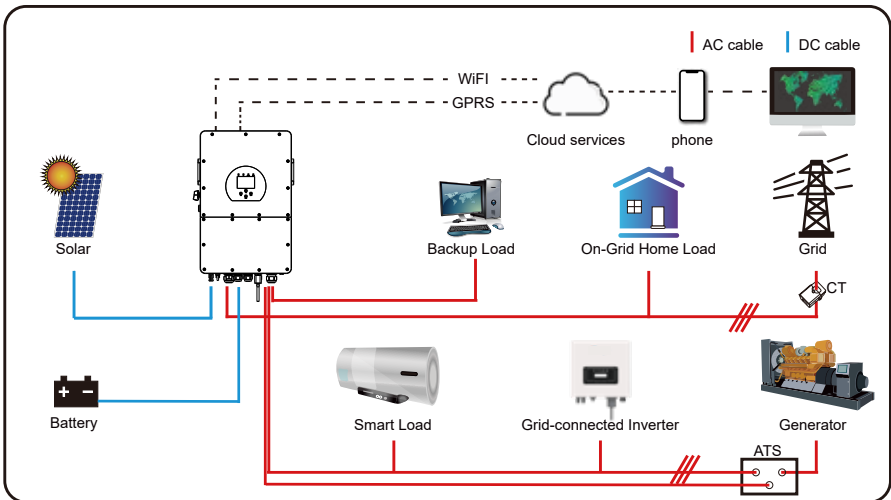 AC cable
DC cable
WiFI
GPRS
Cloud services
phone
Solar
Backup Load
On-Grid Home Load
Grid
CT
Battery
Smart Load
Grid-connected Inverter
Generator
ATS